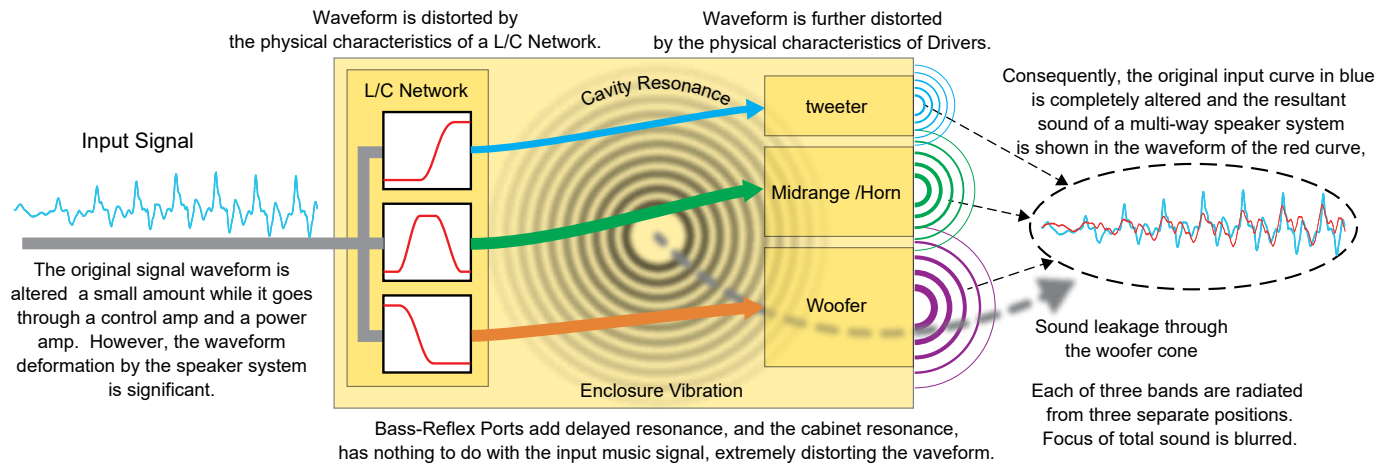 Waveform is distorted by
the physical characteristics of a L/C Network.
Waveform is further distorted
by the physical characteristics of Drivers.
Input Signal
The original signal waveform is
altered  a small amount while it goes
through a control amp and a power
amp.  However, the waveform
deformation by the speaker system
is significant.
L/C Network
Cavity Resonance
Enclosure Vibration
tweeter
Midrange /Horn
Woofer
Consequently, the original input curve in blue
is completely altered and the resultant
sound of a multi-way speaker system
is shown in the waveform of the red curve,
Sound leakage through
the woofer cone
Each of three bands are radiated
from three separate positions.
Focus of total sound is blurred.
Bass-Reflex Ports add delayed resonance, and the cabinet resonance,
has nothing to do with the input music signal, extremely distorting the vaveform.